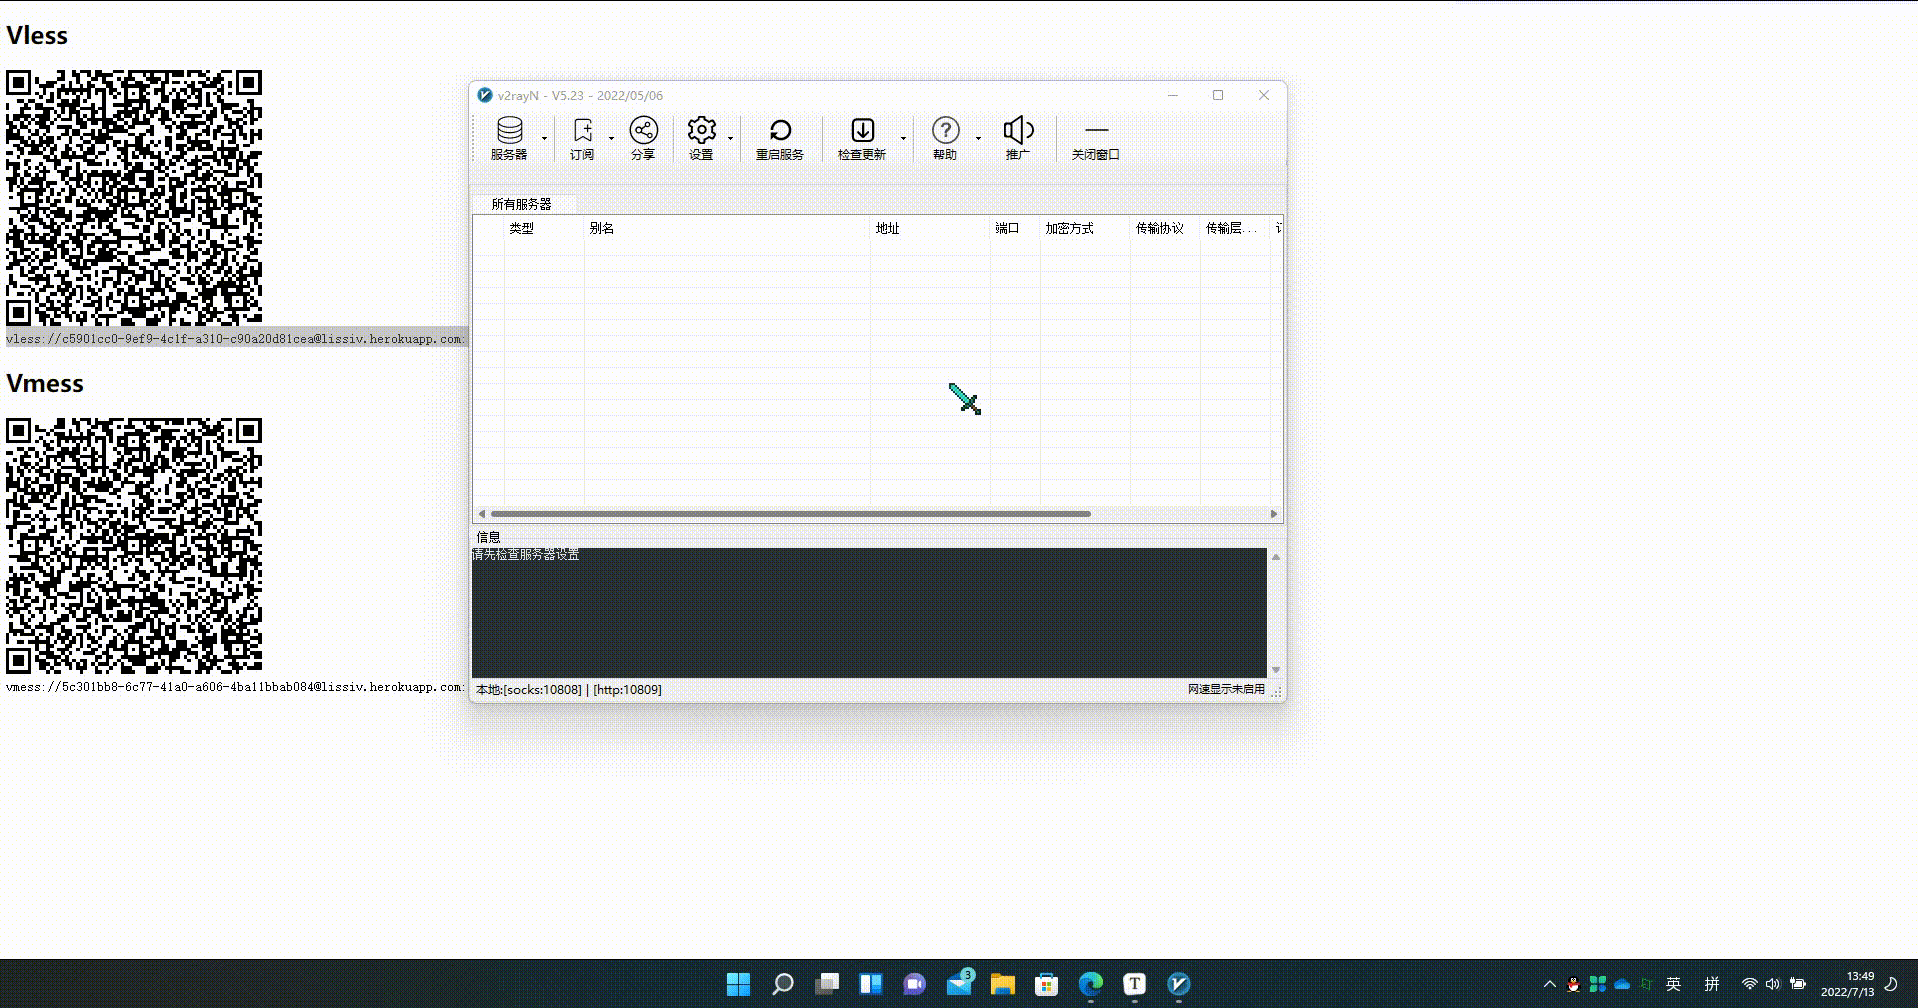 Vless
vless://c5901cc0-9ef9-4c1f-a310-c90a20d81cea@lissiv.herokuapp.com:
Vmess
vmess://5c301bb8-6c77-41a0-a606-4ba11bbab084@lissiv.herokuapp.com:
v2rayN - V5.23 - 2022/05/06
服务器 订阅 分享 设置 重启服务 检查更新 帮助 推广 关闭窗口
所有服务器
类型 别名 地址 端口 加密方式 传输协议 传输层...
信息
请先检查服务器设置
本地:[socks:10808] | [http:10809] 网速显示未启用
3
T
英 拼
13:49
2022/7/13